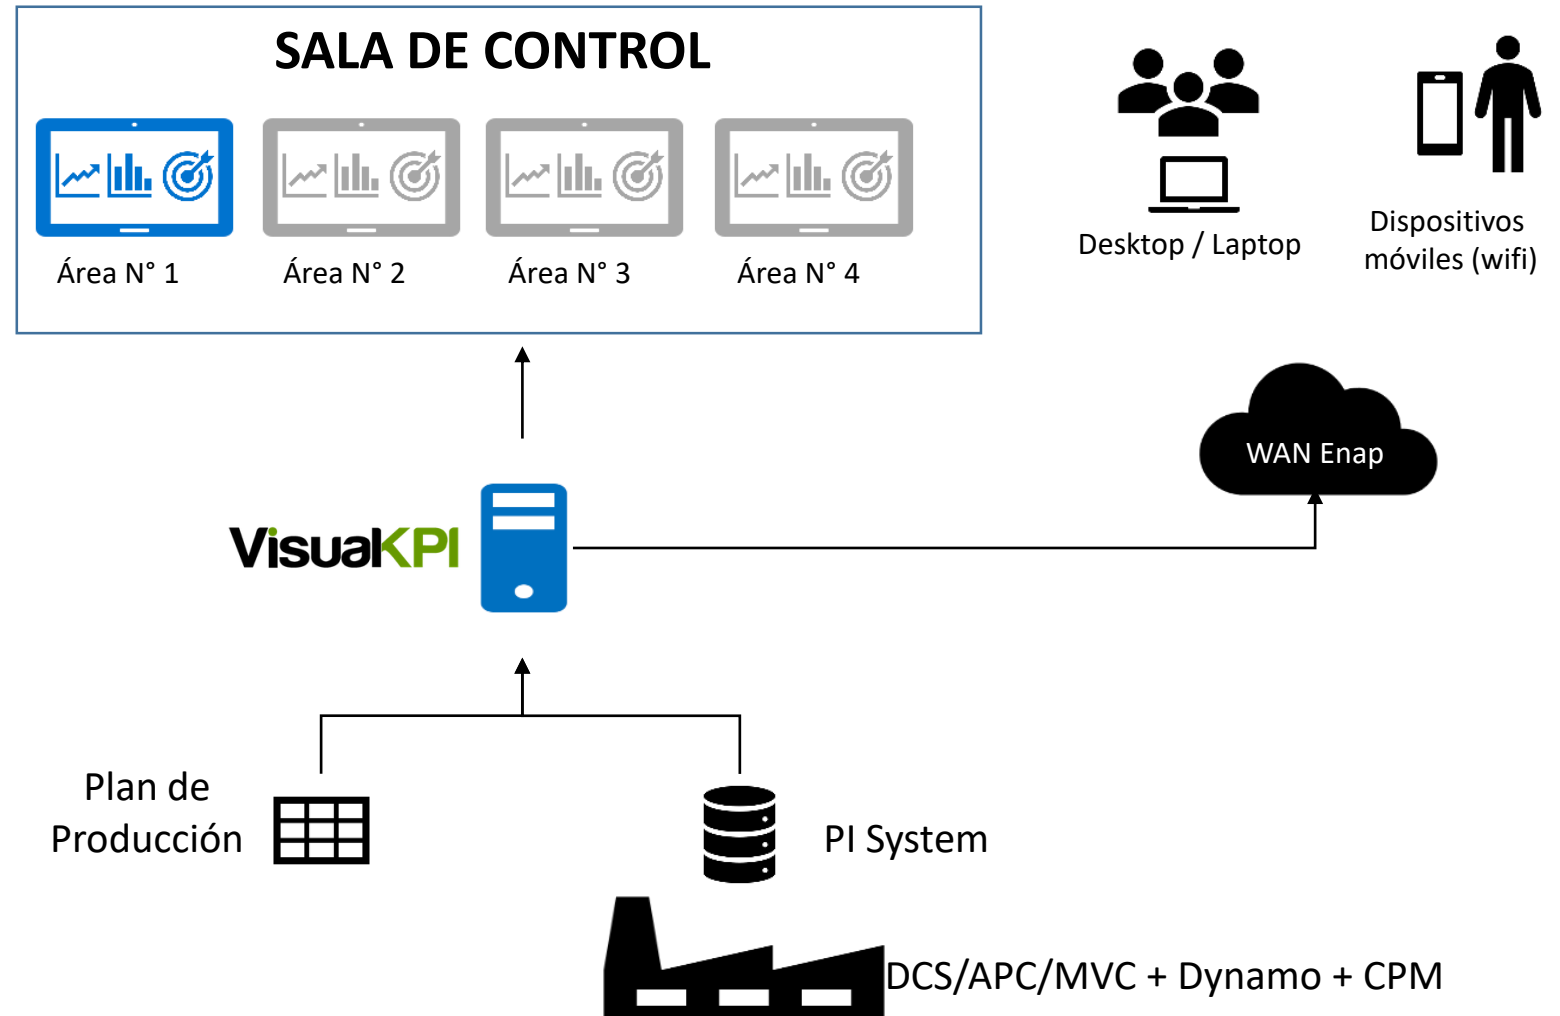 SALA DE CONTROL
Área N° 1
Área N° 2
Área N° 3
Área N° 4
Desktop / Laptop
Dispositivos
móviles (wifi)
WAN Enap
VisualKPI
Plan de
Producción
PI System
DCS/APC/MVC + Dynamo + CPM